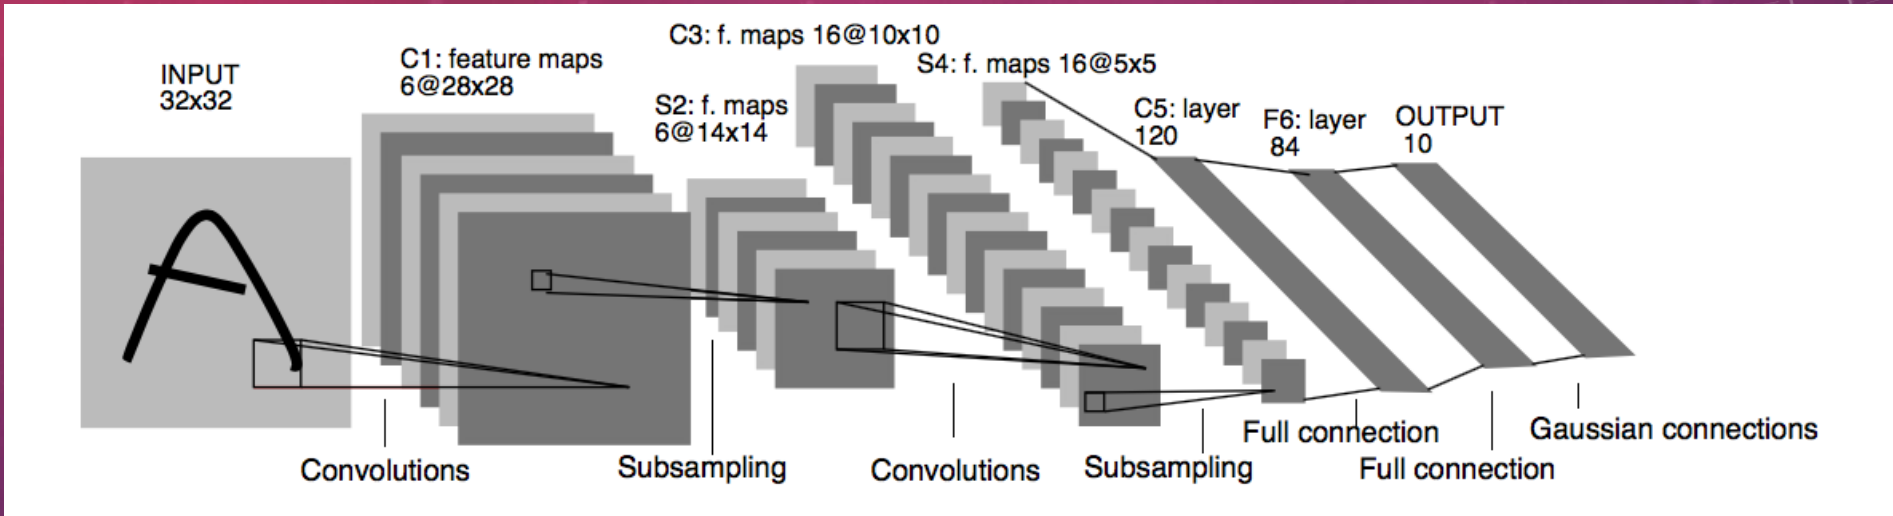 INPUT
32x32
C1: feature maps
6@28x28
S2: f. maps
6@14x14
C3: f. maps 16@10x10
S4: f. maps 16@5x5
C5: layer
120
F6: layer
84
OUTPUT
10
Convolutions
Subsampling
Convolutions
Subsampling
Full connection
Full connection
Gaussian connections